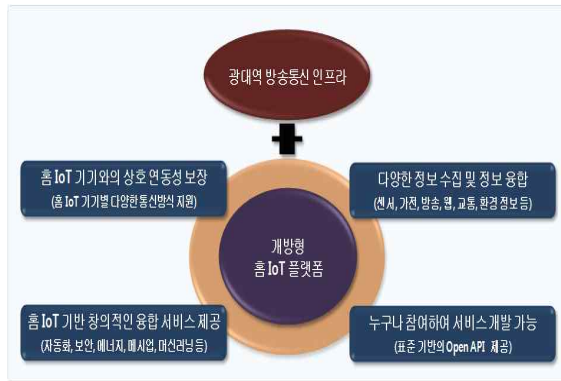 광대역 방송통신 인프라
홈 IoT 기기와의 상호 연동성 보장
(홈 IoT 기기별 다양한 통신방식 지원)
다양한 정보 수집 및 정보 융합
(센서, 가전, 방송, 웹, 교통, 환경 정보 등)
개방형
홈 IoT 플랫폼
홈 IoT 기반 창의적인 융합 서비스 제공
(자동화, 보안, 에너지, 메시업, 머신러닝 등)
누구나 참여하여 서비스 개발 가능
(표준 기반의 Open API 제공)